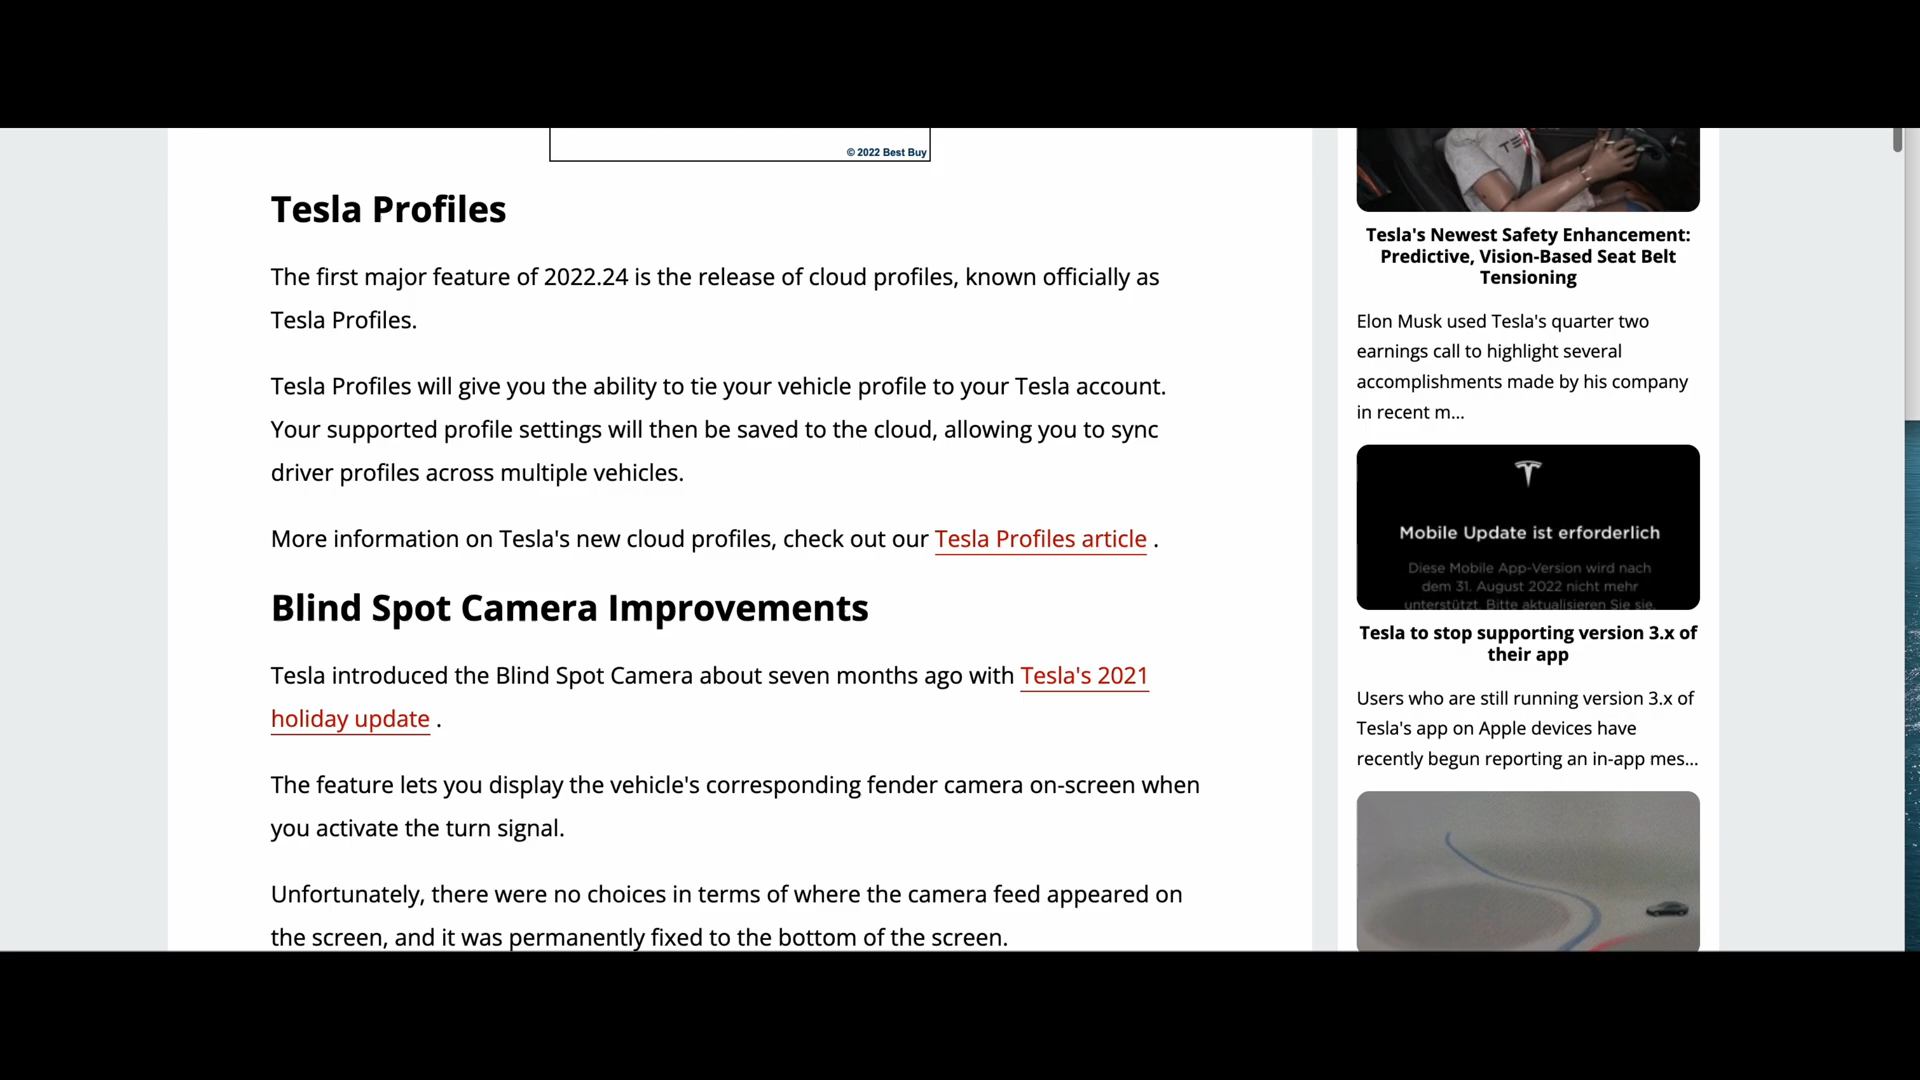 © 2022 Best Buy
Tesla Profiles
The first major feature of 2022.24 is the release of cloud profiles, known officially as
Tesla Profiles.
Tesla Profiles will give you the ability to tie your vehicle profile to your Tesla account.
Your supported profile settings will then be saved to the cloud, allowing you to sync
driver profiles across multiple vehicles.
More information on Tesla's new cloud profiles, check out our Tesla Profiles article .
Blind Spot Camera Improvements
Tesla introduced the Blind Spot Camera about seven months ago with Tesla's 2021
holiday update .
The feature lets you display the vehicle's corresponding fender camera on-screen when
you activate the turn signal.
Unfortunately, there were no choices in terms of where the camera feed appeared on
the screen, and it was permanently fixed to the bottom of the screen.
Tesla's Newest Safety Enhancement:
Predictive, Vision-Based Seat Belt
Tensioning
Elon Musk used Tesla's quarter two
earnings call to highlight several
accomplishments made by his company
in recent m...
Mobile Update ist erforderlich
Diese Mobile App-Version wird nach
dem 31. August 2022 nicht mehr
unterstützt. Bitte aktualisieren Sie sie.
Tesla to stop supporting version 3.x of
their app
Users who are still running version 3.x of
Tesla's app on Apple devices have
recently begun reporting an in-app mes...